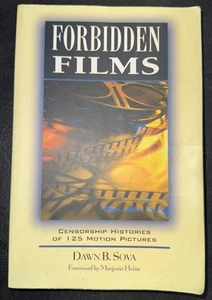 FORBIDDEN
FILMS
CENSORSHIP HISTORIES
OF 125 MOTION PICTURES
DAWN B. SOVA
Foreword by Marjorie Heins